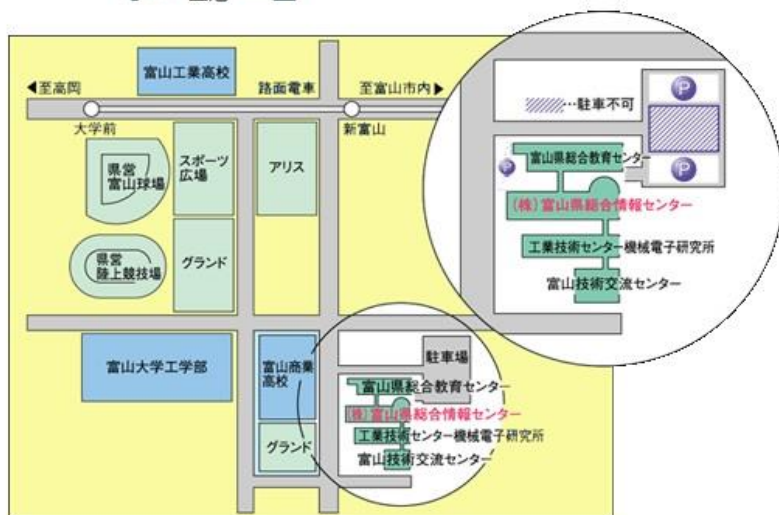 富山工業高校
◀至高岡
路面電車
至富山市内▶
大学前
新富山
県営
富山球場
スポーツ
広場
アリス
県営
陸上競技場
グランド
富山大学工学部
富山商業
高校
グランド
駐車場
富山県総合教育センター
(株)富山県総合情報センター
工業技術センター機械電子研究所
富山技術交流センター
P
…駐車不可
P
P
富山県総合教育センター
(株)富山県総合情報センター
工業技術センター機械電子研究所
富山技術交流センター